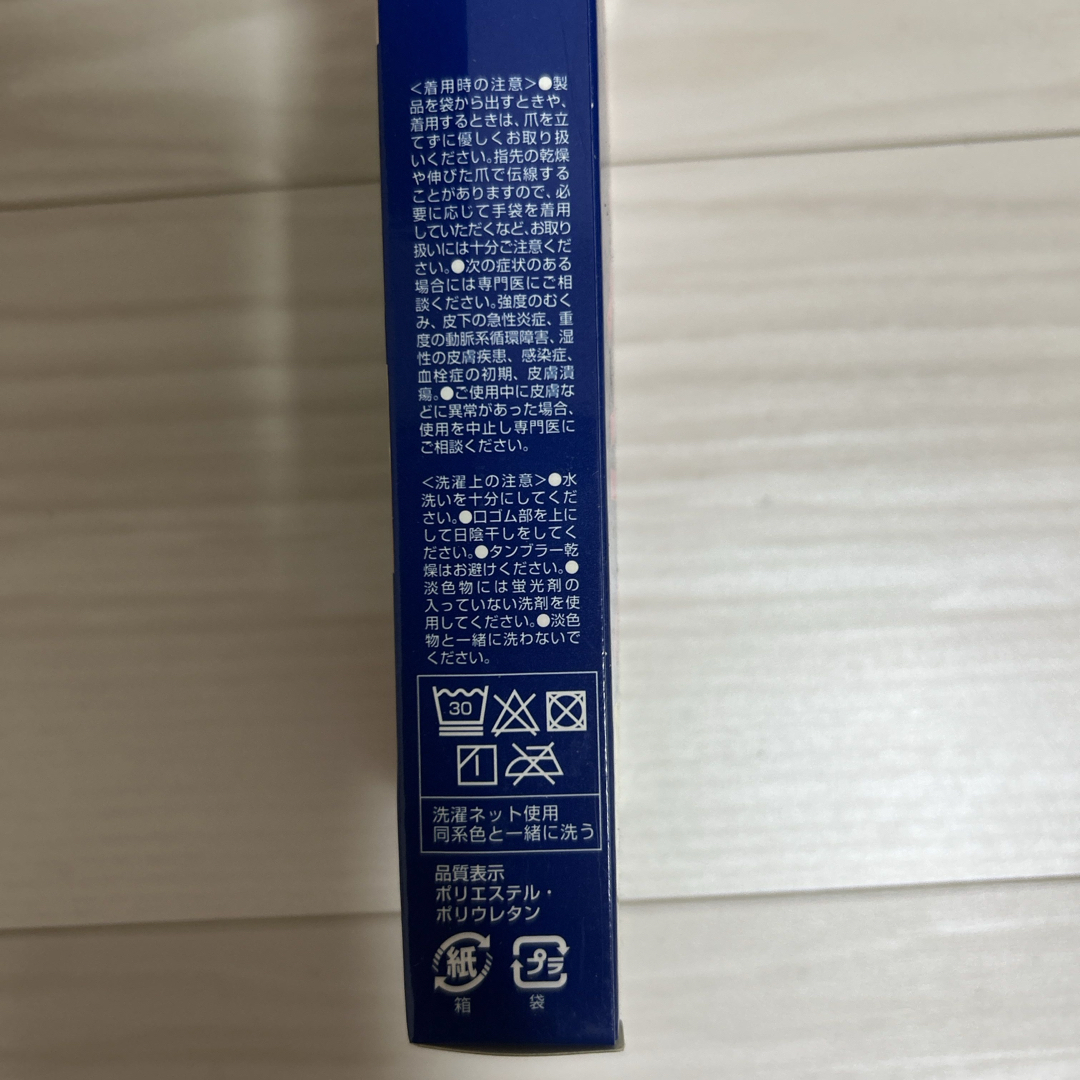 <着用時の注意>●製
品を袋から出すときや、
着用するときは、爪を立
てずに優しくお取り扱
いください。指先の乾燥
や伸びた爪で伝線する
ことがありますので、必
要に応じて手袋を着用
していただくなど、お取り
扱いには十分ご注意くだ
さい。●次の症状のある
場合には専門医にご相
談ください。強度のむく
み、皮下の急性炎症、重
度の動脈系循環障害、湿
性の皮膚疾患、感染症、
血栓症の初期、皮膚潰
瘍。●ご使用中に皮膚な
どに異常があった場合、
使用を中止し専門医に
ご相談ください。
<洗濯上の注意>●水
洗いを十分にしてくだ
さい。●口ゴム部を上に
して日陰干しをしてく
ださい。●タンブラー乾
燥はお避けください。●
淡色物には蛍光剤の
入っていない洗剤を使
用してください。●淡色
物と一緒に洗わないで
ください。
30
洗濯ネット使用
同系色と一緒に洗う
品質表示
ポリエステル・
ポリウレタン
紙 プラ
箱 袋